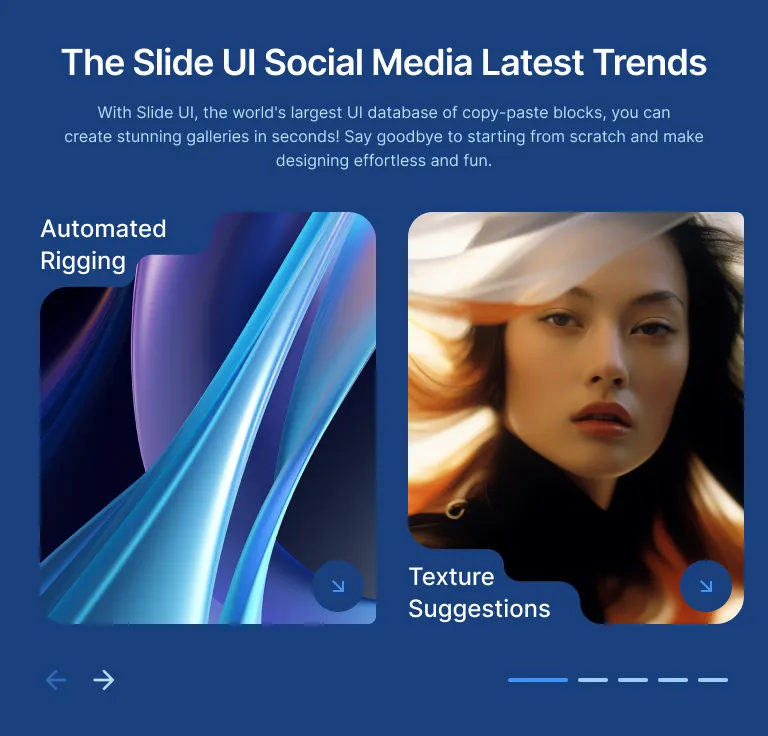 The Slide UI Social Media Latest Trends
With Slide UI, the world's largest UI database of copy-paste blocks, you can
create stunning galleries in seconds! Say goodbye to starting from scratch and make
designing effortless and fun.
Automated
Rigging
Texture
Suggestions